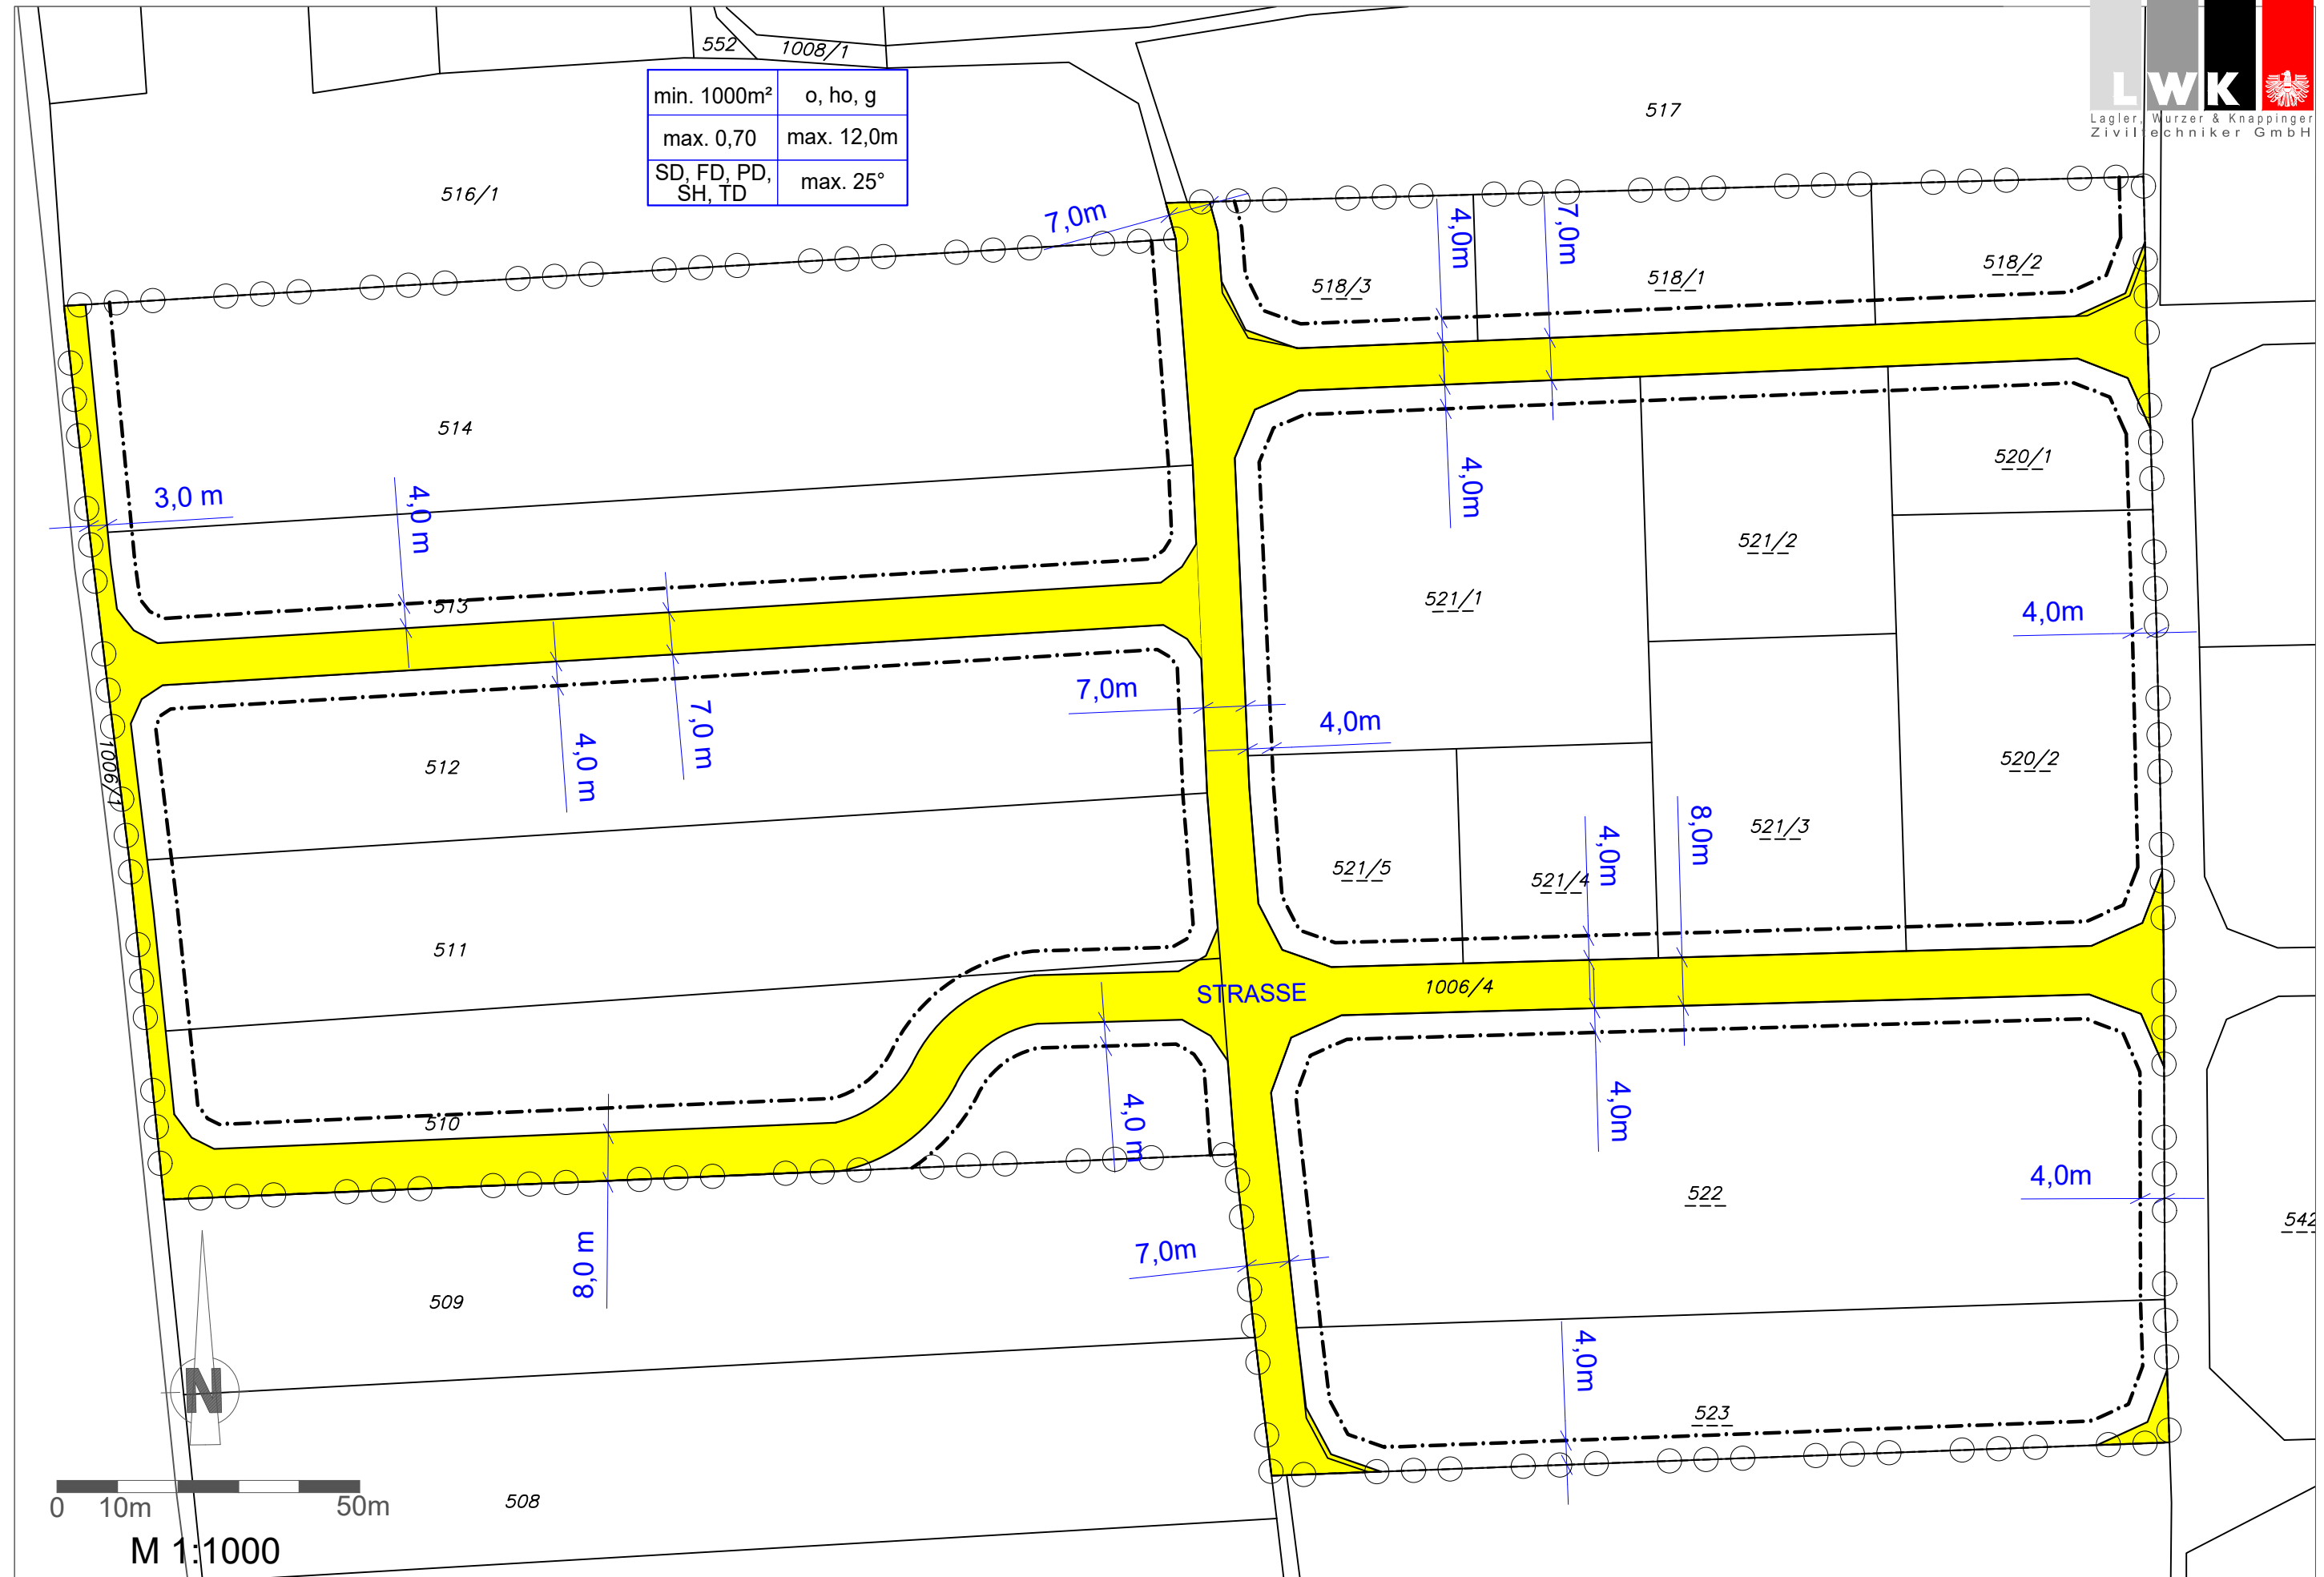 552
1008/1
LWK
Lagler, Wurzer & Knappinger
Ziviltechniker GmbH
min. 1000m² o, ho, g
max. 0,70 max. 12,0m
SD, FD, PD, SH, TD max. 25°
517
516/1
7,0m
4,0m
7,0m
518/3
518/1
518/2
514
3,0 m
4,0 m
4,0m
520/1
521/2
513
521/1
4,0m
7,0m
4,0m
7,0 m
4,0 m
512
1006/1
520/2
521/5
521/4
4,0m
8,0m
521/3
511
STRASSE
1006/4
510
4,0 m
4,0m
522
4,0m
542
8,0 m
7,0m
509
N
4,0m
523
508
0 10m 50m
M 1:1000